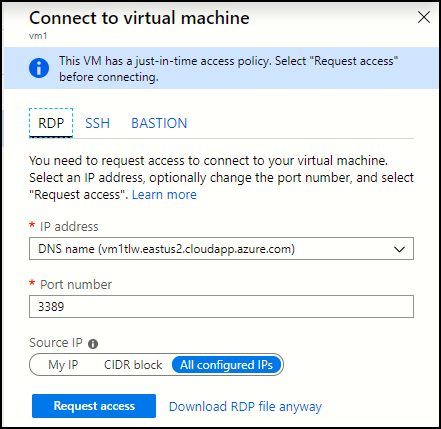 Connect to virtual machine
vm1
This VM has a just-in-time access policy. Select "Request access"
before connecting.
RDP SSH BASTION
You need to request access to connect to your virtual machine.
Select an IP address, optionally change the port number, and select
"Request access". Learn more
* IP address
DNS name (vm1tlw.eastus2.cloudapp.azure.com)
* Port number
3389
Source IP
My IP CIDR block All configured IPs
Request access Download RDP file anyway